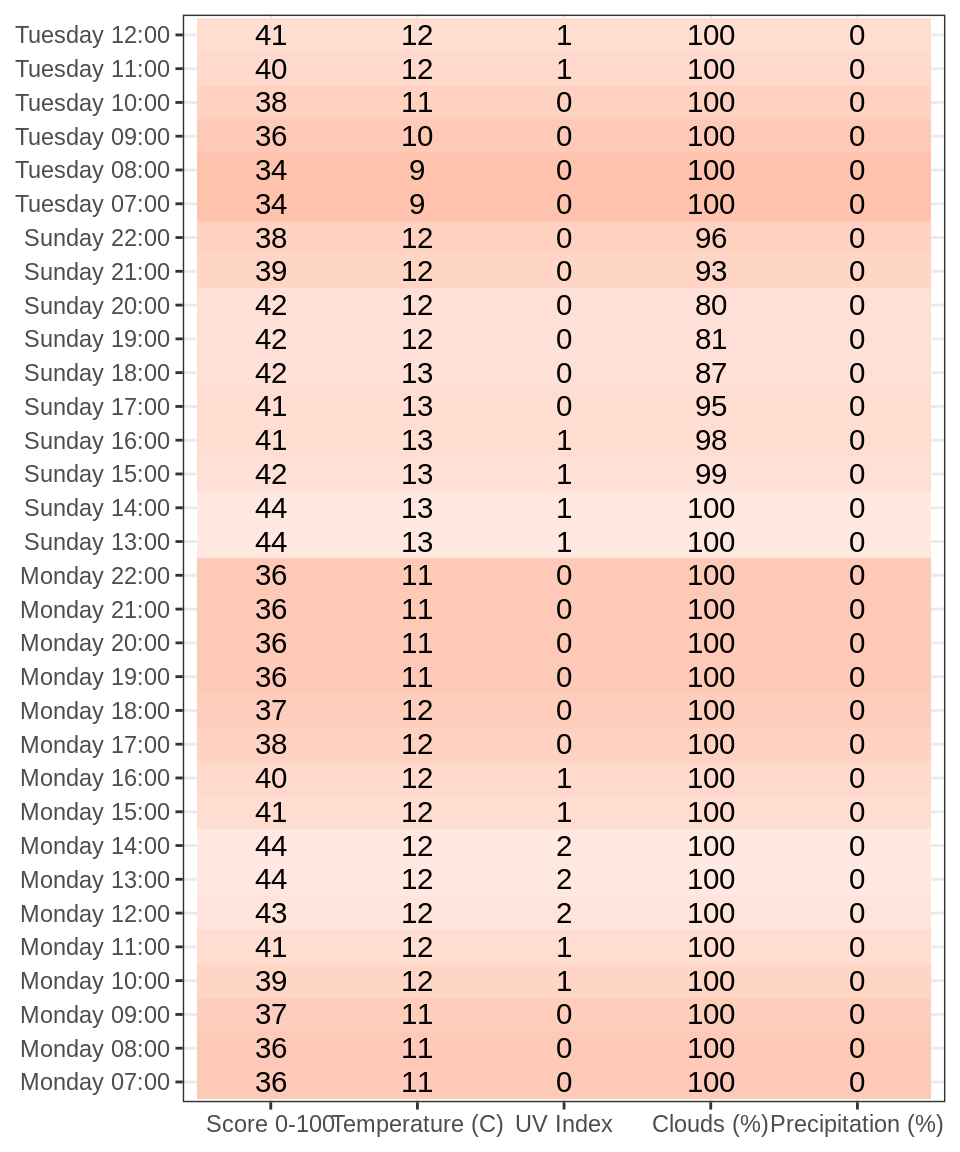 Tuesday 12:00 41 12 1 100 0
Tuesday 11:00 40 12 1 100 0
Tuesday 10:00 38 11 0 100 0
Tuesday 09:00 36 10 0 100 0
Tuesday 08:00 34 9 0 100 0
Tuesday 07:00 34 9 0 100 0
Sunday 22:00 38 12 0 96 0
Sunday 21:00 39 12 0 93 0
Sunday 20:00 42 12 0 80 0
Sunday 19:00 42 12 0 81 0
Sunday 18:00 42 13 0 87 0
Sunday 17:00 41 13 0 95 0
Sunday 16:00 41 13 1 98 0
Sunday 15:00 42 13 1 99 0
Sunday 14:00 44 13 1 100 0
Sunday 13:00 44 13 1 100 0
Monday 22:00 36 11 0 100 0
Monday 21:00 36 11 0 100 0
Monday 20:00 36 11 0 100 0
Monday 19:00 36 11 0 100 0
Monday 18:00 37 12 0 100 0
Monday 17:00 38 12 0 100 0
Monday 16:00 40 12 1 100 0
Monday 15:00 41 12 1 100 0
Monday 14:00 44 12 2 100 0
Monday 13:00 44 12 2 100 0
Monday 12:00 43 12 2 100 0
Monday 11:00 41 12 1 100 0
Monday 10:00 39 12 1 100 0
Monday 09:00 37 11 0 100 0
Monday 08:00 36 11 0 100 0
Monday 07:00 36 11 0 100 0
Score 0-100 Temperature (C) UV Index Clouds (%) Precipitation (%)